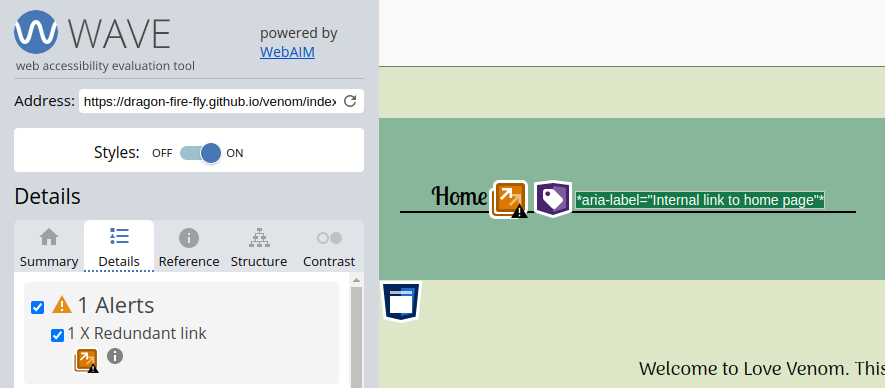 WAVE
web accessibility evaluation tool
powered by
WebAIM
Address: https://dragon-fire-fly.github.io/venom/index
Styles: OFF ON
Details
Summary Details Reference Structure Contrast
1 Alerts
1 X Redundant link
Home *aria-label="Internal link to home page"*
Welcome to Love Venom. This